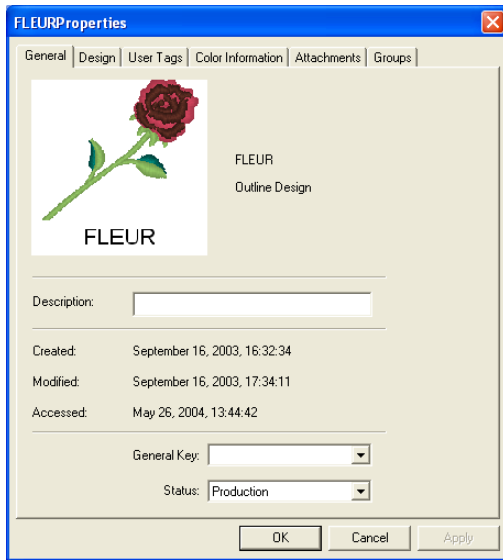 FLEURProperties
General Design User Tags Color Information Attachments Groups
FLEUR
FLEUR
Outline Design
Description:
Created: September 16, 2003, 16:32:34
Modified: September 16, 2003, 17:34:11
Accessed: May 26, 2004, 13:44:42
General Key:
Status: Production
OK Cancel Apply